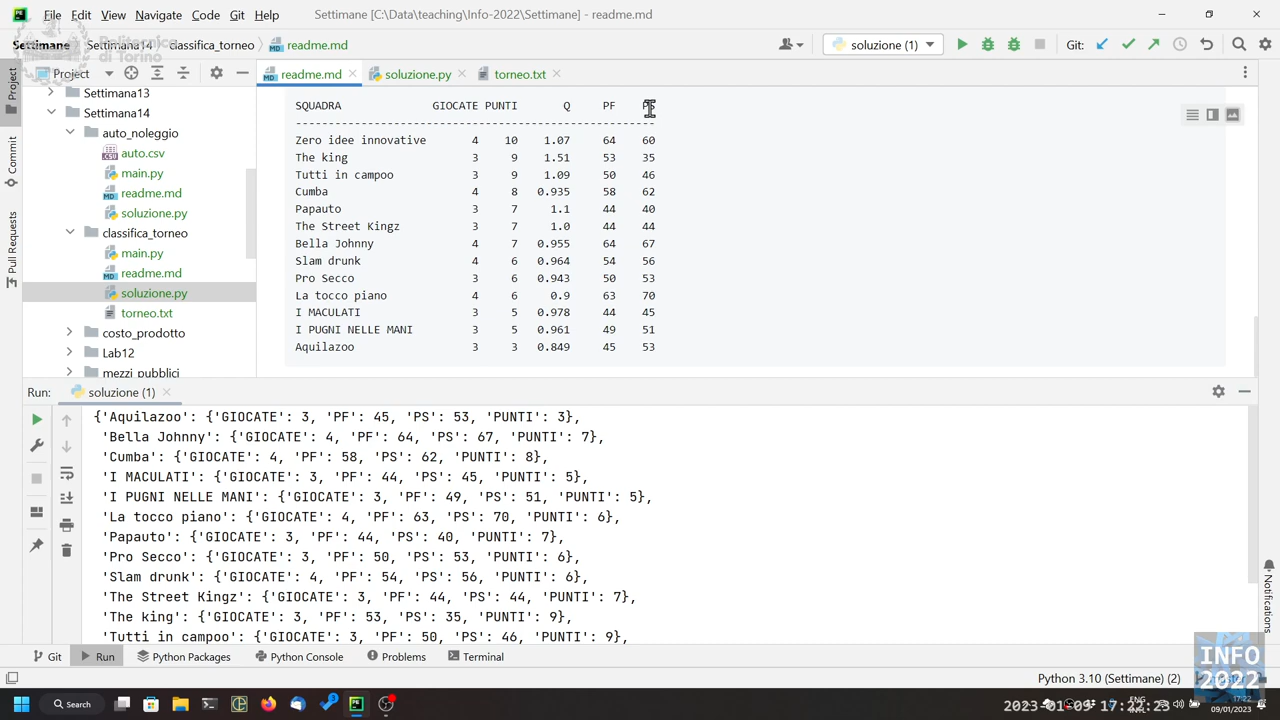 File Edit View Navigate Code Git Help Settimane [C:\Data\teaching\Info-2022\Settimane] - readme.md
Politecnico
di Torino
Settimane Settimana14 classifica_torneo readme.md soluzione (1) Git:
Project readme.md soluzione.py torneo.txt
Project
Commit
Pull Requests
Settimana13
Settimana14
auto_noleggio
auto.csv
main.py
readme.md
soluzione.py
classifica_torneo
main.py
readme.md
soluzione.py
torneo.txt
costo_prodotto
Lab12
mezzi_pubblici
SQUADRA GIOCATE PUNTI Q PF
-------------------------------------------------------
Zero idee innovative 4 10 1.07 64 60
The king 3 9 1.51 53 35
Tutti in campoo 3 9 1.09 50 46
Cumba 4 8 0.935 58 62
Papauto 3 7 1.1 44 40
The Street Kingz 3 7 1.0 44 44
Bella Johnny 4 7 0.955 64 67
Slam drunk 4 6 0.964 54 56
Pro Secco 3 6 0.943 50 53
La tocco piano 4 6 0.9 63 70
I MACULATI 3 5 0.978 44 45
I PUGNI NELLE MANI 3 5 0.961 49 51
Aquilazoo 3 3 0.849 45 53
Run: soluzione (1)
{'Aquilazoo': {'GIOCATE': 3, 'PF': 45, 'PS': 53, 'PUNTI': 3},
'Bella Johnny': {'GIOCATE': 4, 'PF': 64, 'PS': 67, 'PUNTI': 7},
'Cumba': {'GIOCATE': 4, 'PF': 58, 'PS': 62, 'PUNTI': 8},
'I MACULATI': {'GIOCATE': 3, 'PF': 44, 'PS': 45, 'PUNTI': 5},
'I PUGNI NELLE MANI': {'GIOCATE': 3, 'PF': 49, 'PS': 51, 'PUNTI': 5},
'La tocco piano': {'GIOCATE': 4, 'PF': 63, 'PS': 70, 'PUNTI': 6},
'Papauto': {'GIOCATE': 3, 'PF': 44, 'PS': 40, 'PUNTI': 7},
'Pro Secco': {'GIOCATE': 3, 'PF': 50, 'PS': 53, 'PUNTI': 6},
'Slam drunk': {'GIOCATE': 4, 'PF': 54, 'PS': 56, 'PUNTI': 6},
'The Street Kingz': {'GIOCATE': 3, 'PF': 44, 'PS': 44, 'PUNTI': 7},
'The king': {'GIOCATE': 3, 'PF': 53, 'PS': 35, 'PUNTI': 9},
'Tutti in campoo': {'GIOCATE': 3, 'PF': 50, 'PS': 46, 'PUNTI': 9},
Notifications
Git Run Python Packages Python Console Problems Terminal
INFO
2022
Python 3.10 (Settimane) (2)
Search
ENG
17:22
2023-01-09 17:22:23
09/01/2023